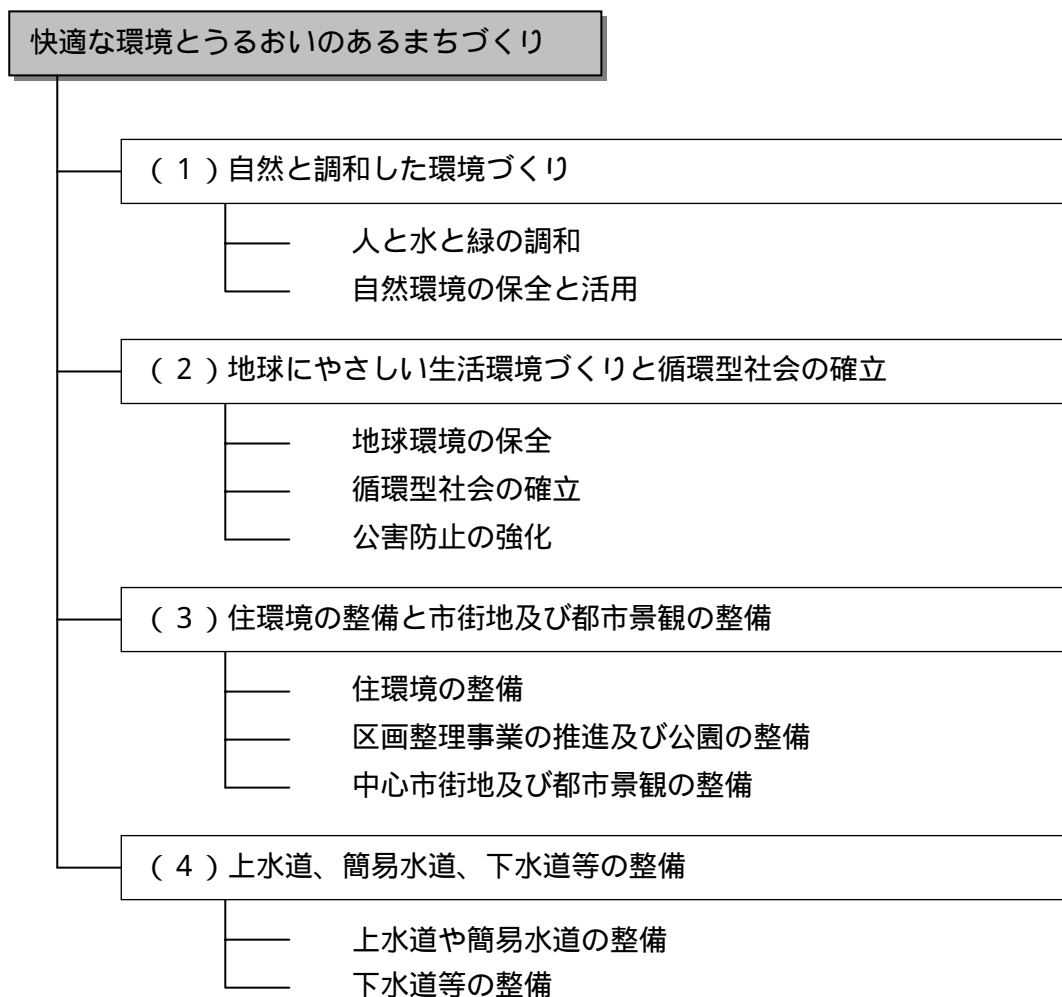 快適な環境とうるおいのあるまちづくり
（１）自然と調和した環境づくり
人と水と緑の調和
自然環境の保全と活用
（２）地球にやさしい生活環境づくりと循環型社会の確立
地球環境の保全
循環型社会の確立
公害防止の強化
（３）住環境の整備と市街地及び都市景観の整備
住環境の整備
区画整理事業の推進及び公園の整備
中心市街地及び都市景観の整備
（４）上水道、簡易水道、下水道等の整備
上水道や簡易水道の整備
下水道等の整備